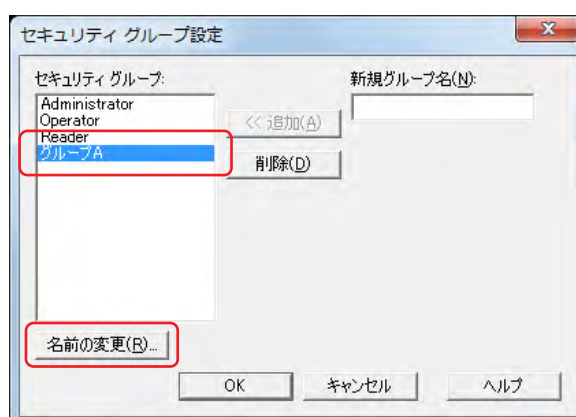 セキュリティ グループ設定
セキュリティ グループ:
新規グループ名(N):
Administrator
Operator
Reader
グループA
<< 追加(A)
削除(D)
名前の変更(R)...
OK
キャンセル
ヘルプ